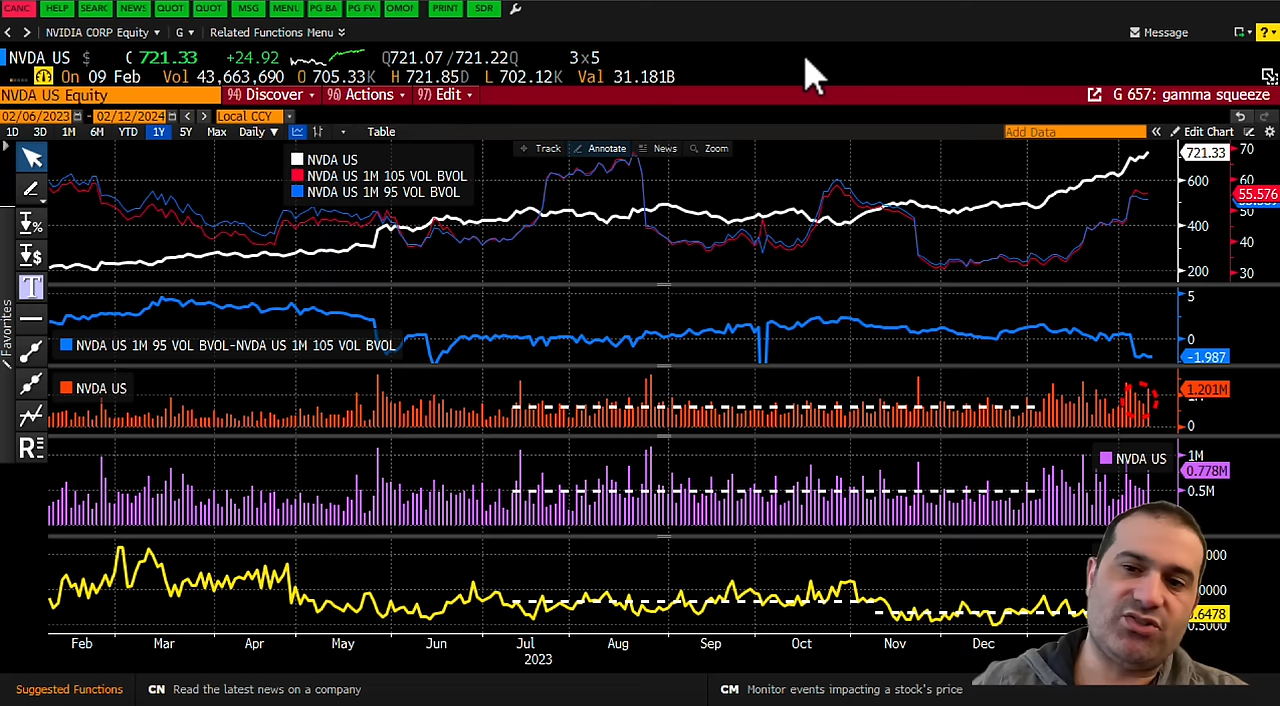 CANC HELP SEARC NEWS QUOT QUOT MSG MENU PG BA PG FV OMOI PRINT SDR
NVIDIA CORP Equity G Related Functions Menu Message ?
NVDA US $ C 721.33 +24.92 Q721.07/721.22Q 3×5
On 09 Feb Vol 43,663,690 O 705.33K H 721.85D L 702.12K Val 31.181B
NVDA US Equity 94) Discover 96) Actions 97) Edit G 657: gamma squeeze
02/06/2023 - 02/12/2024 Local CCY
1D 3D 1M 6M YTD 1Y 5Y Max Daily Table Add Data Edit Chart
Track Annotate News Zoom
NVDA US
NVDA US 1M 105 VOL BVOL
NVDA US 1M 95 VOL BVOL
721.33 70
600 60
55.576
50
400
40
200 30
Favorites
5
0
NVDA US 1M 95 VOL BVOL-NVDA US 1M 105 VOL BVOL
-1.987
NVDA US
1.201M
0
NVDA US 1M
0.778M
0.5M
.6478
Feb Mar Apr May Jun Jul Aug Sep Oct Nov Dec
2023
Suggested Functions CN Read the latest news on a company CM Monitor events impacting a stock's price